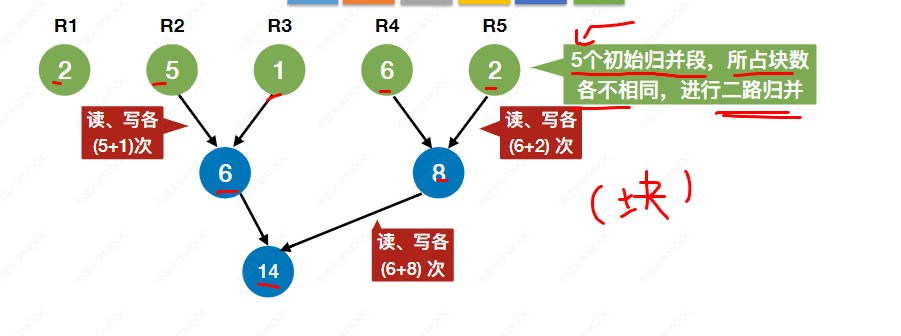 R1 R2 R3 R4 R5
2 5 1 6 2
5个初始归并段，所占块数
各不相同，进行二路归并
读、写各
(5+1)次
读、写各
(6+2) 次
6 8
(块)
读、写各
(6+8) 次
14